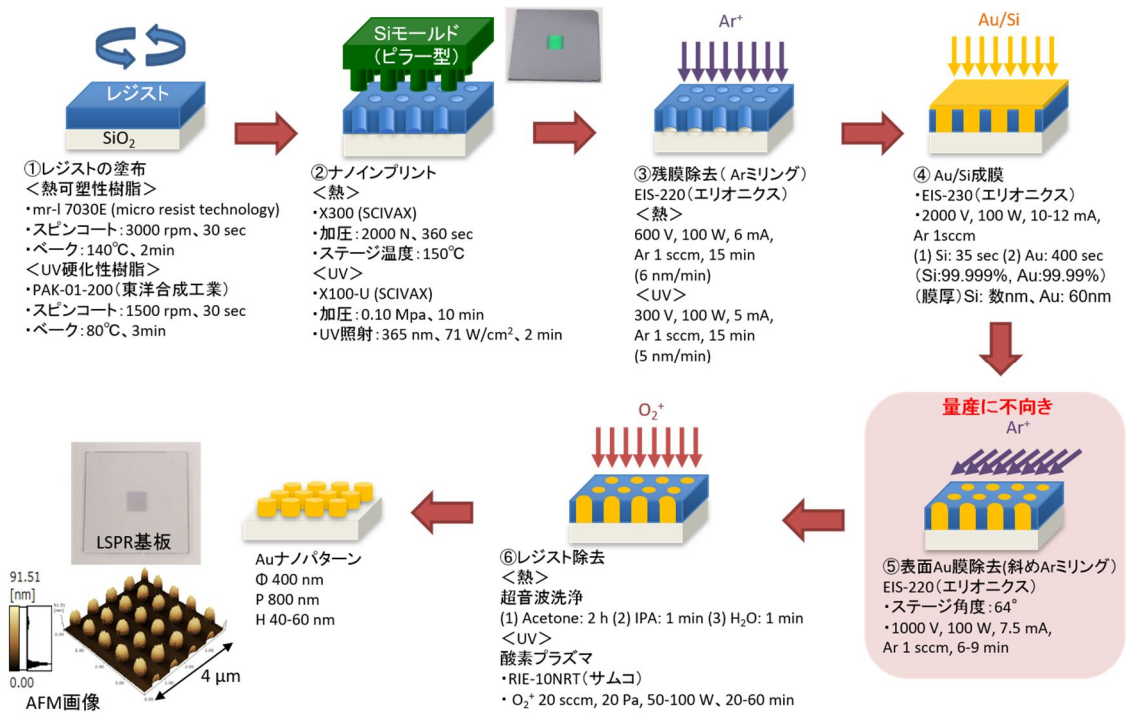 レジスト
SiO2
①レジストの塗布
＜熱可塑性樹脂＞
・mr-I 7030E (micro resist technology)
・スピンコート：3000 rpm, 30 sec
・ベーク：140℃、2min
＜UV硬化性樹脂＞
・PAK-01-200（東洋合成工業）
・スピンコート：1500 rpm, 30 sec
・ベーク：80℃、3min
Siモールド
（ピラー型）
②ナノインプリント
＜熱＞
・X300 (SCIVAX)
・加圧：2000 N、360 sec
・ステージ温度：150℃
＜UV＞
・X100-U (SCIVAX)
・加圧：0.10 Mpa、10 min
・UV照射：365 nm、71 W/cm2、2 min
Ar+
③残膜除去（Arミリング）
EIS-220（エリオニクス）
＜熱＞
600 V, 100 W, 6 mA,
Ar 1 sccm, 15 min
(6 nm/min)
＜UV＞
300 V, 100 W, 5 mA,
Ar 1 sccm, 15 min
(5 nm/min)
Au/Si
④ Au/Si成膜
・EIS-230（エリオニクス）
・2000 V, 100 W, 10-12 mA,
Ar 1sccm
(1) Si: 35 sec (2) Au: 400 sec
（Si:99.999%, Au:99.99%）
（膜厚）Si: 数nm、Au: 60nm
量産に不向き
Ar+
⑤表面Au膜除去(斜めArミリング）
EIS-220（エリオニクス）
・ステージ角度：64°
・1000 V, 100 W, 7.5 mA,
Ar 1 sccm, 6-9 min
O2+
⑥レジスト除去
＜熱＞
超音波洗浄
(1) Acetone: 2 h (2) IPA: 1 min (3) H2O: 1 min
＜UV＞
酸素プラズマ
・RIE-10NRT（サムコ）
・ O2+ 20 sccm, 20 Pa, 50-100 W、20-60 min
Auナノパターン
Φ 400 nm
P 800 nm
H 40-60 nm
LSPR基板
91.51
[nm]
0.00
4 μm
AFM画像